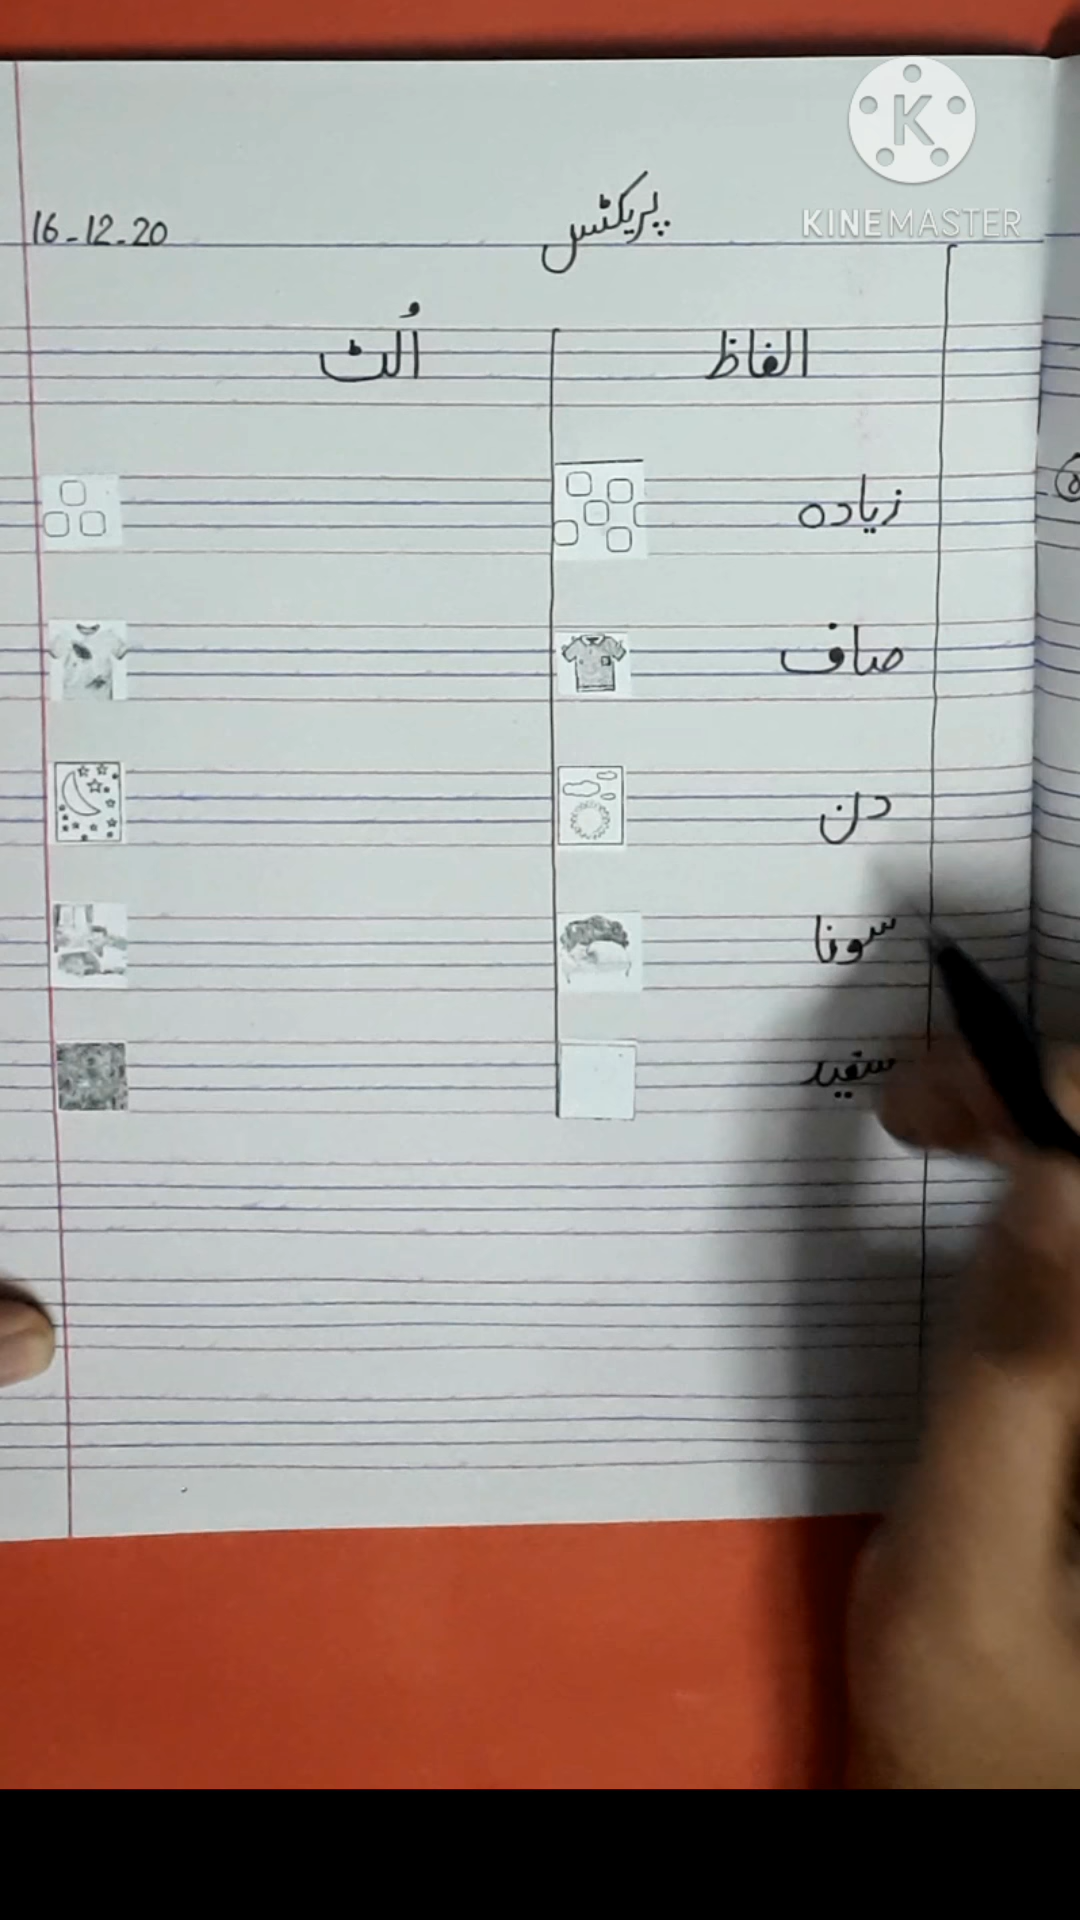 KINEMASTER
16-12-20 پریکٹس
الفاظ اُلٹ
زیادہ
صاف
دن
سونا
سفید